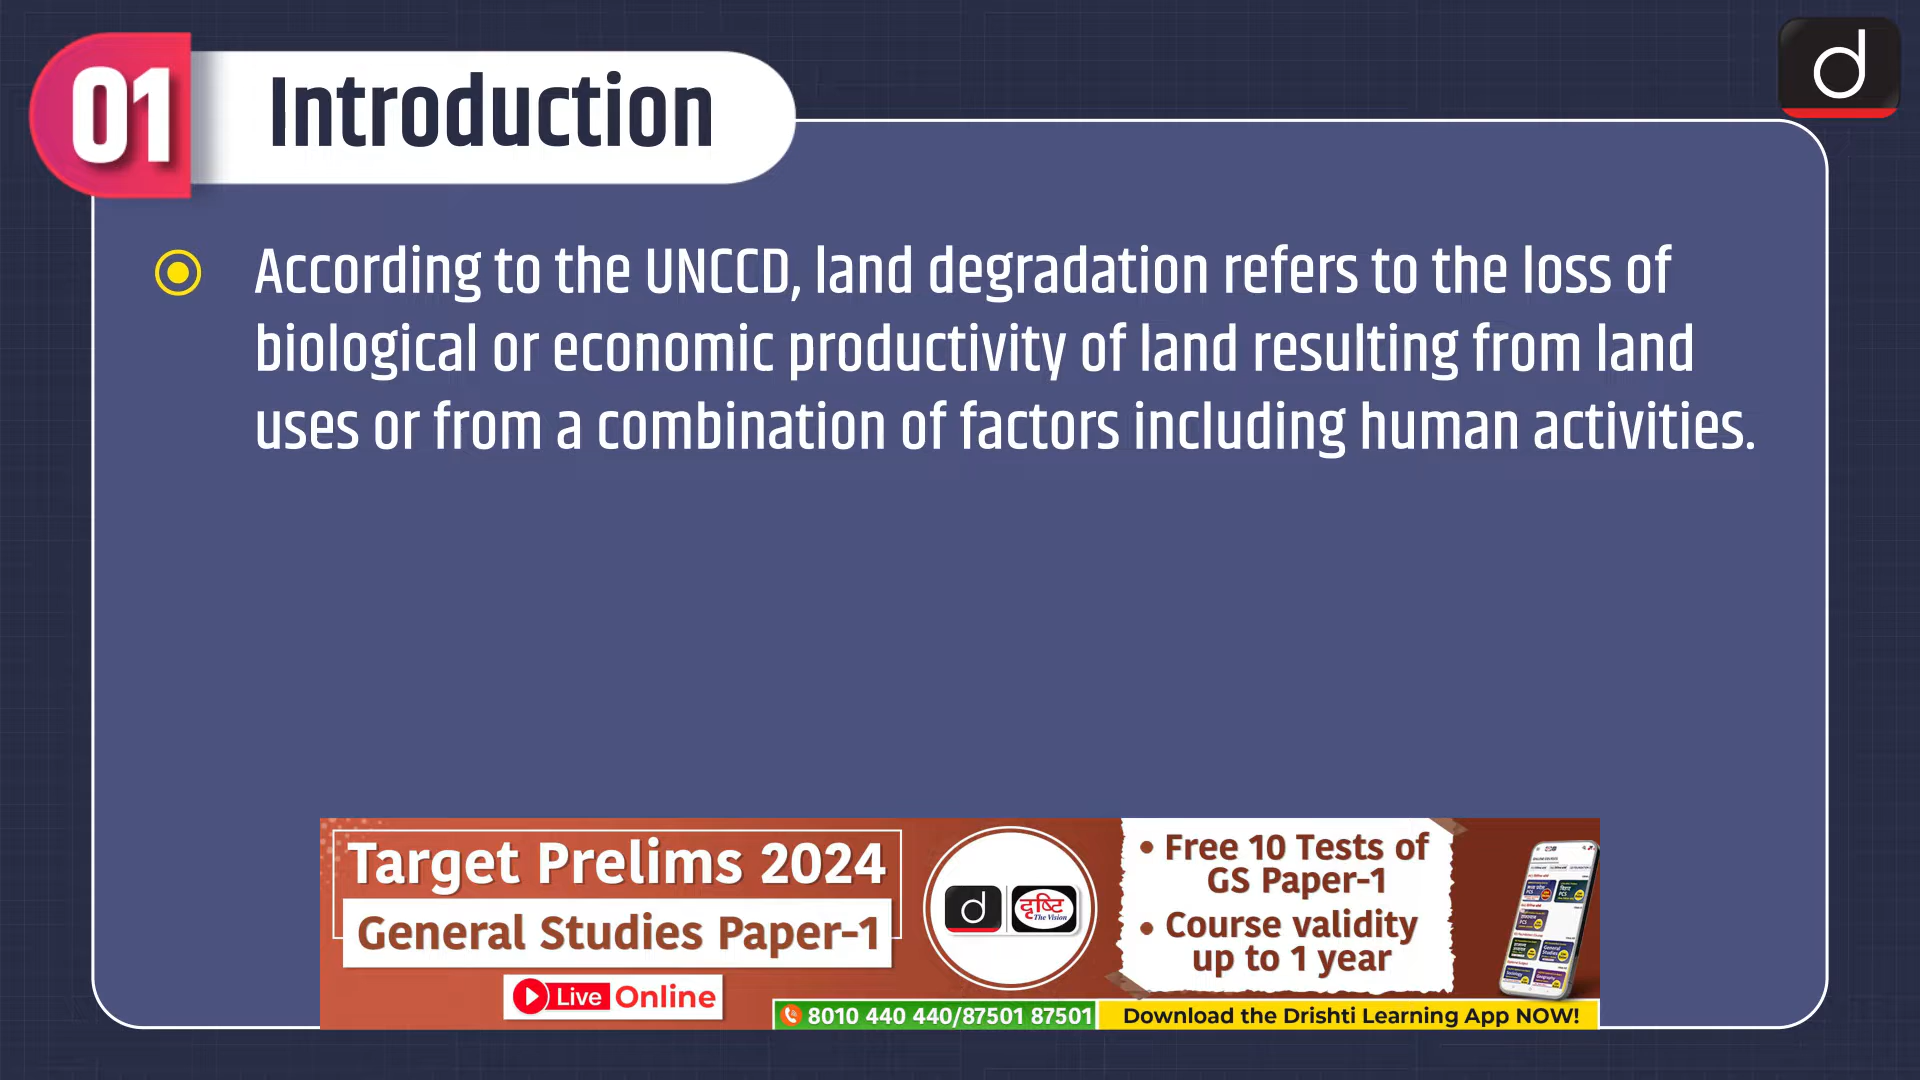 01 Introduction
According to the UNCCD, land degradation refers to the loss of
biological or economic productivity of land resulting from land
uses or from a combination of factors including human activities.
Target Prelims 2024
General Studies Paper-1
Live Online
दृष्टि
The Vision
• Free 10 Tests of
GS Paper-1
• Course validity
up to 1 year
8010 440 440/87501 87501
Download the Drishti Learning App NOW!